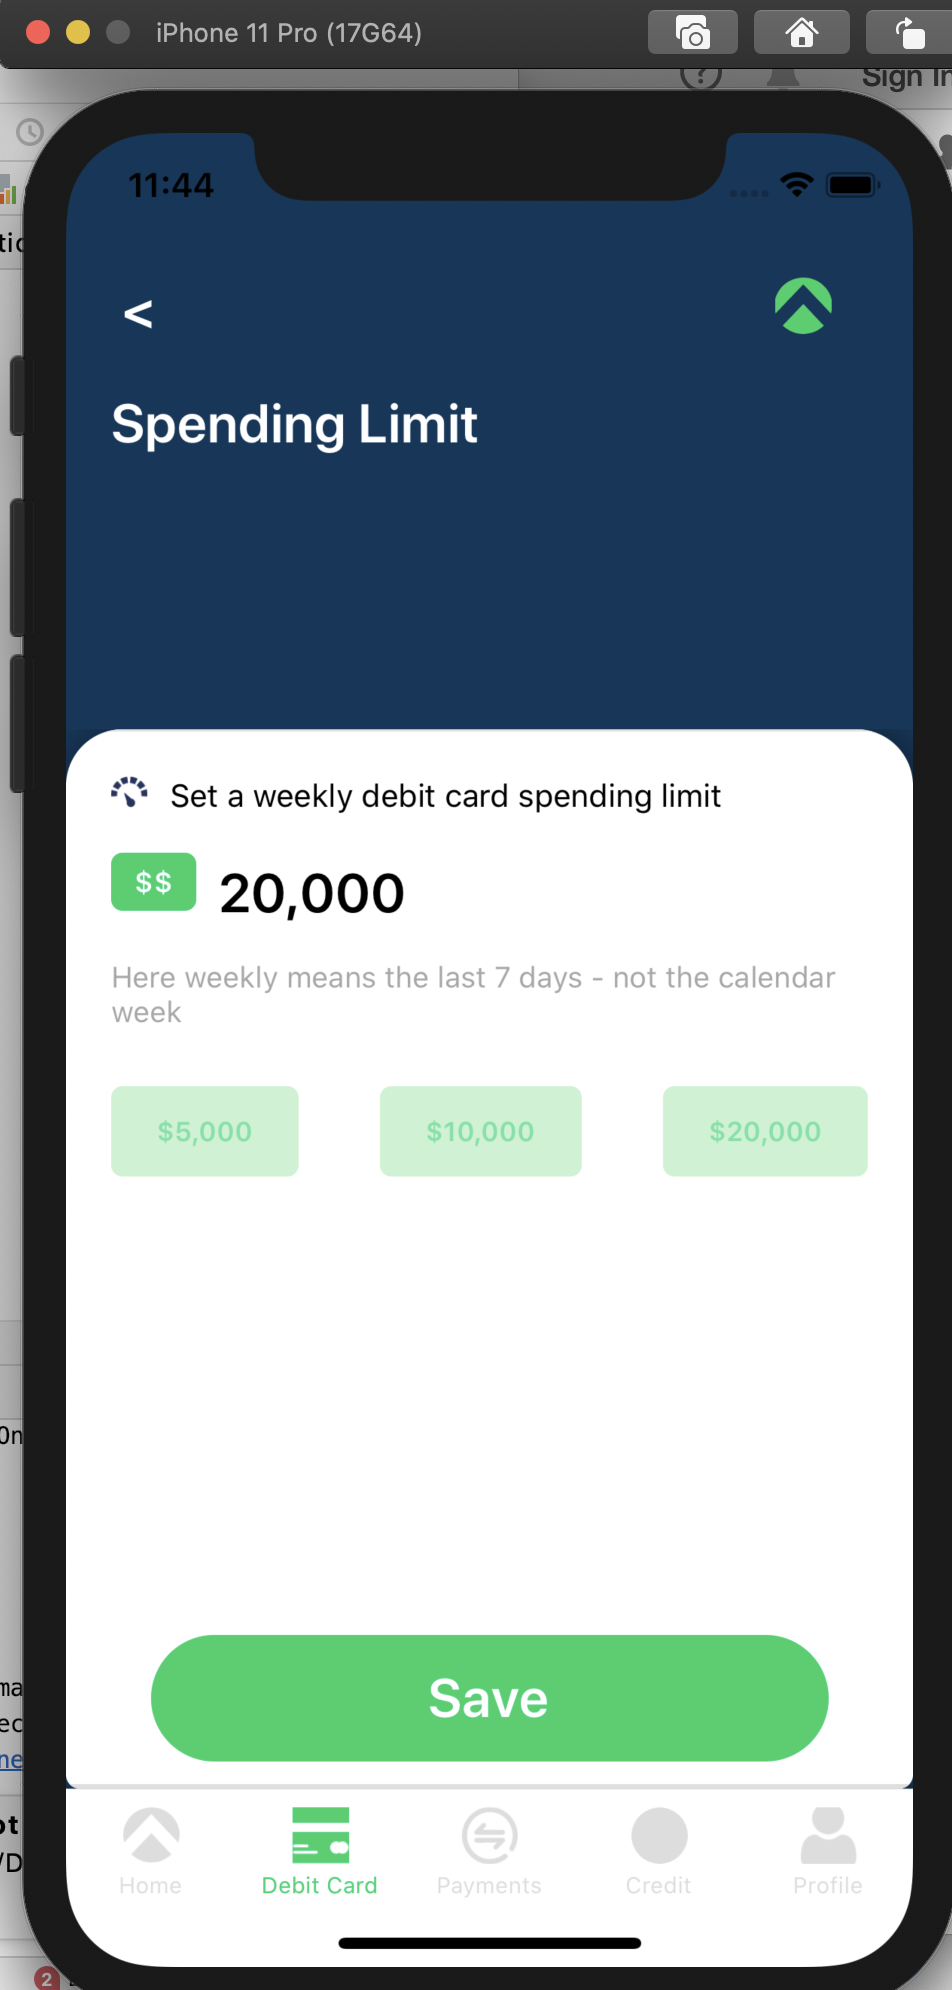 iPhone 11 Pro (17G64)
Sign In
11:44
<
Spending Limit
Set a weekly debit card spending limit
$$ 20,000
Here weekly means the last 7 days - not the calendar
week
$5,000 $10,000 $20,000
Save
Home Debit Card Payments Credit Profile
2